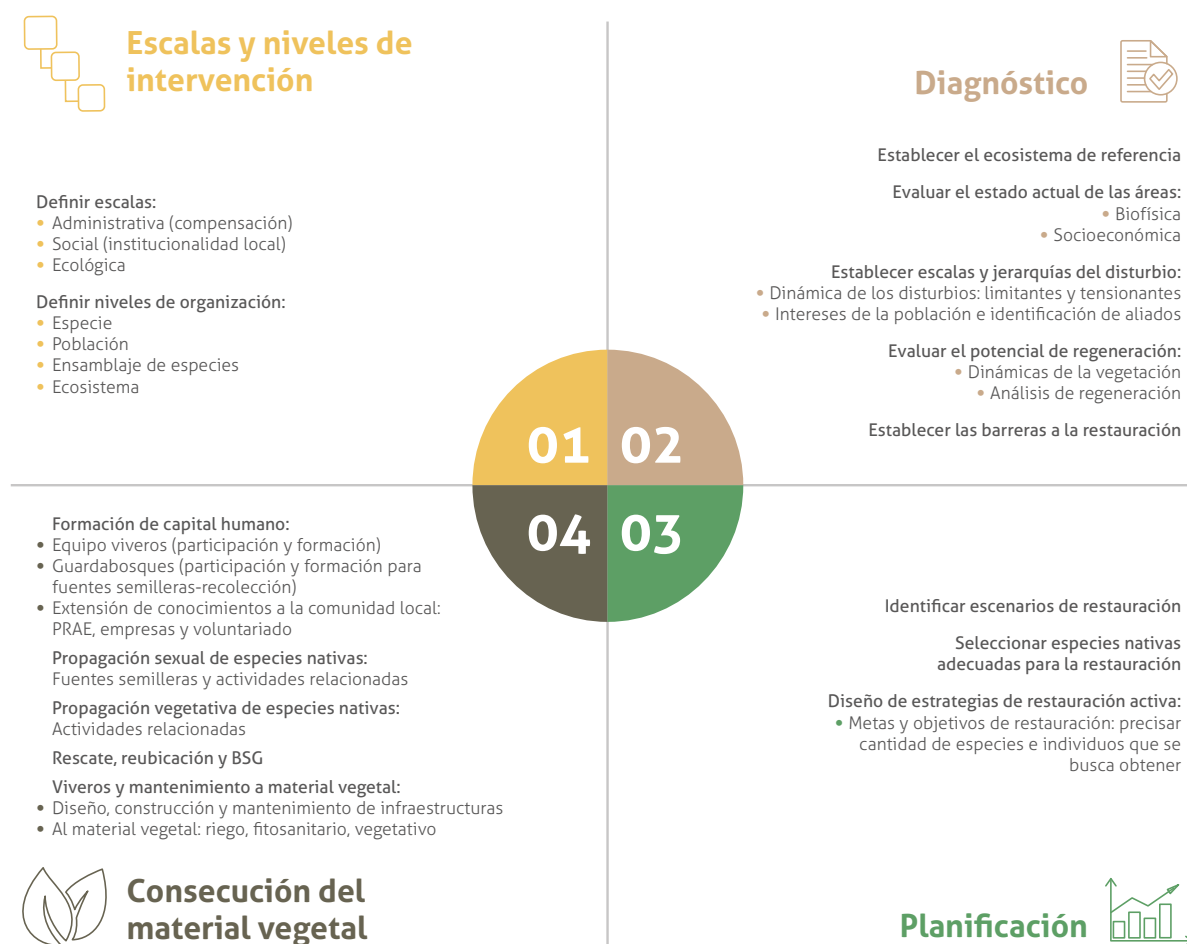 Escalas y niveles de
intervención
Definir escalas:
• Administrativa (compensación)
• Social (institucionalidad local)
• Ecológica
Definir niveles de organización:
• Especie
• Población
• Ensamblaje de especies
• Ecosistema
01
Diagnóstico
Establecer el ecosistema de referencia
Evaluar el estado actual de las áreas:
• Biofísica
• Socioeconómica
Establecer escalas y jerarquías del disturbio:
• Dinámica de los disturbios: limitantes y tensionantes
• Intereses de la población e identificación de aliados
Evaluar el potencial de regeneración:
• Dinámicas de la vegetación
• Análisis de regeneración
Establecer las barreras a la restauración
02
03
Identificar escenarios de restauración
Seleccionar especies nativas
adecuadas para la restauración
Diseño de estrategias de restauración activa:
• Metas y objetivos de restauración: precisar
cantidad de especies e individuos que se
busca obtener
Planificación
04
Formación de capital humano:
• Equipo viveros (participación y formación)
• Guardabosques (participación y formación para
fuentes semilleras-recolección)
• Extensión de conocimientos a la comunidad local:
PRAE, empresas y voluntariado
Propagación sexual de especies nativas:
Fuentes semilleras y actividades relacionadas
Propagación vegetativa de especies nativas:
Actividades relacionadas
Rescate, reubicación y BSG
Viveros y mantenimiento a material vegetal:
• Diseño, construcción y mantenimiento de infraestructuras
• Al material vegetal: riego, fitosanitario, vegetativo
Consecución del
material vegetal